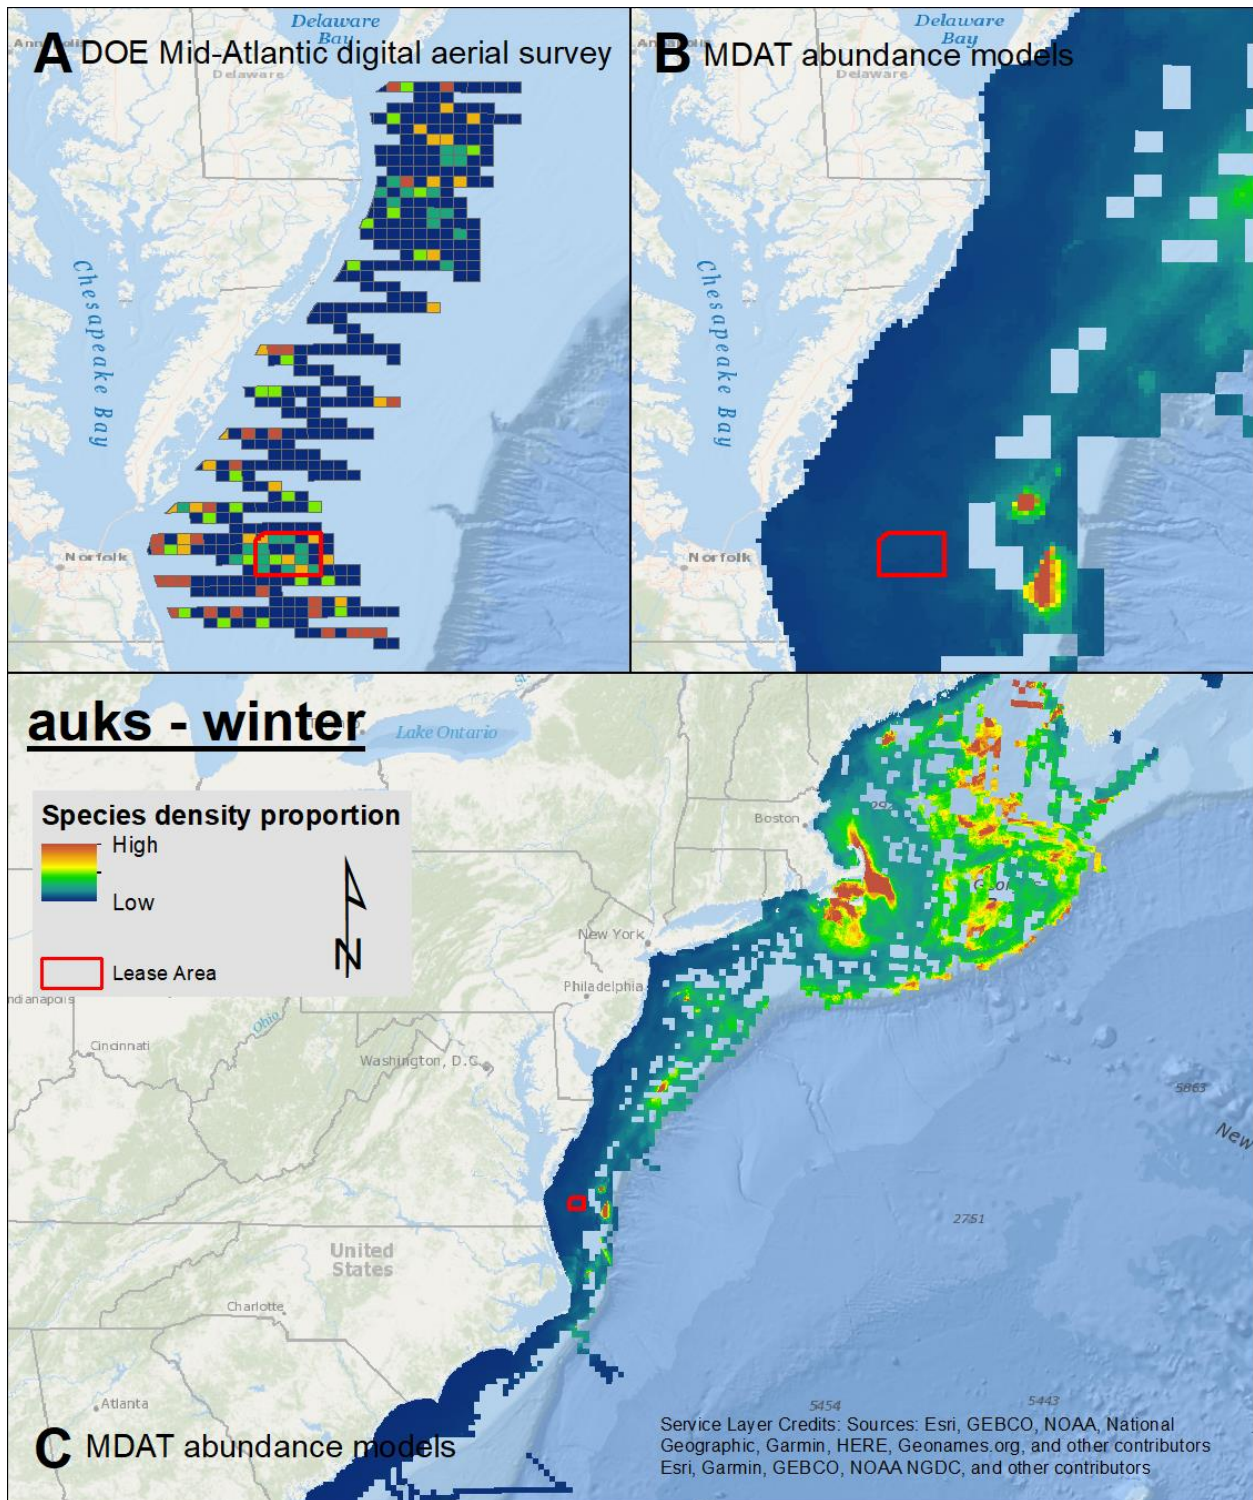 Delaware
Bay
Annapolis
A DOE Mid-Atlantic digital aerial survey
Delaware
Chesapeake Bay
Norfolk
Delaware
Bay
B MDAT abundance models
Delaware
Chesapeake Bay
Norfolk
auks - winter
Lake Ontario
Species density proportion
High
Low
N
Lease Area
Boston
New York
Philadelphia
ndianapolis
Ohio
Cincinnati
Washington, D.C.
5863
New
2751
United
States
Charlotte
Atlanta
5454
5443
C MDAT abundance models
Service Layer Credits: Sources: Esri, GEBCO, NOAA, National
Geographic, Garmin, HERE, Geonames.org, and other contributors
Esri, Garmin, GEBCO, NOAA NGDC, and other contributors